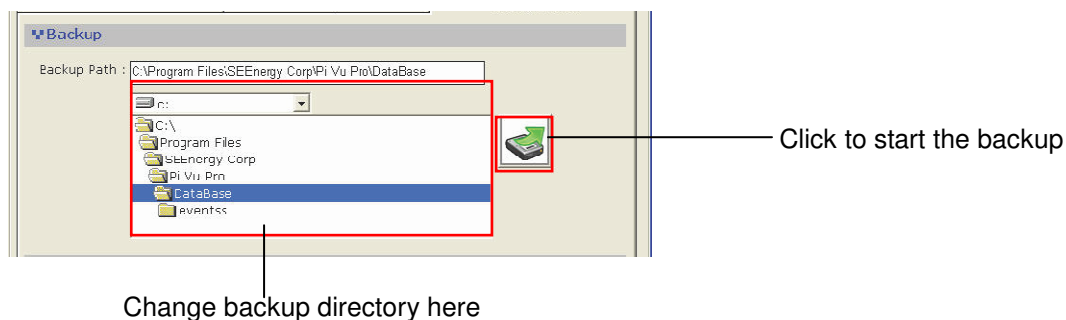 Backup
Backup Path : C:\Program Files\SEEnergy Corp\Pi Vu Pro\DataBase
c:
C:\
Program Files
SEEnergy Corp
Pi Vu Pro
DataBase
eventss
Click to start the backup
Change backup directory here